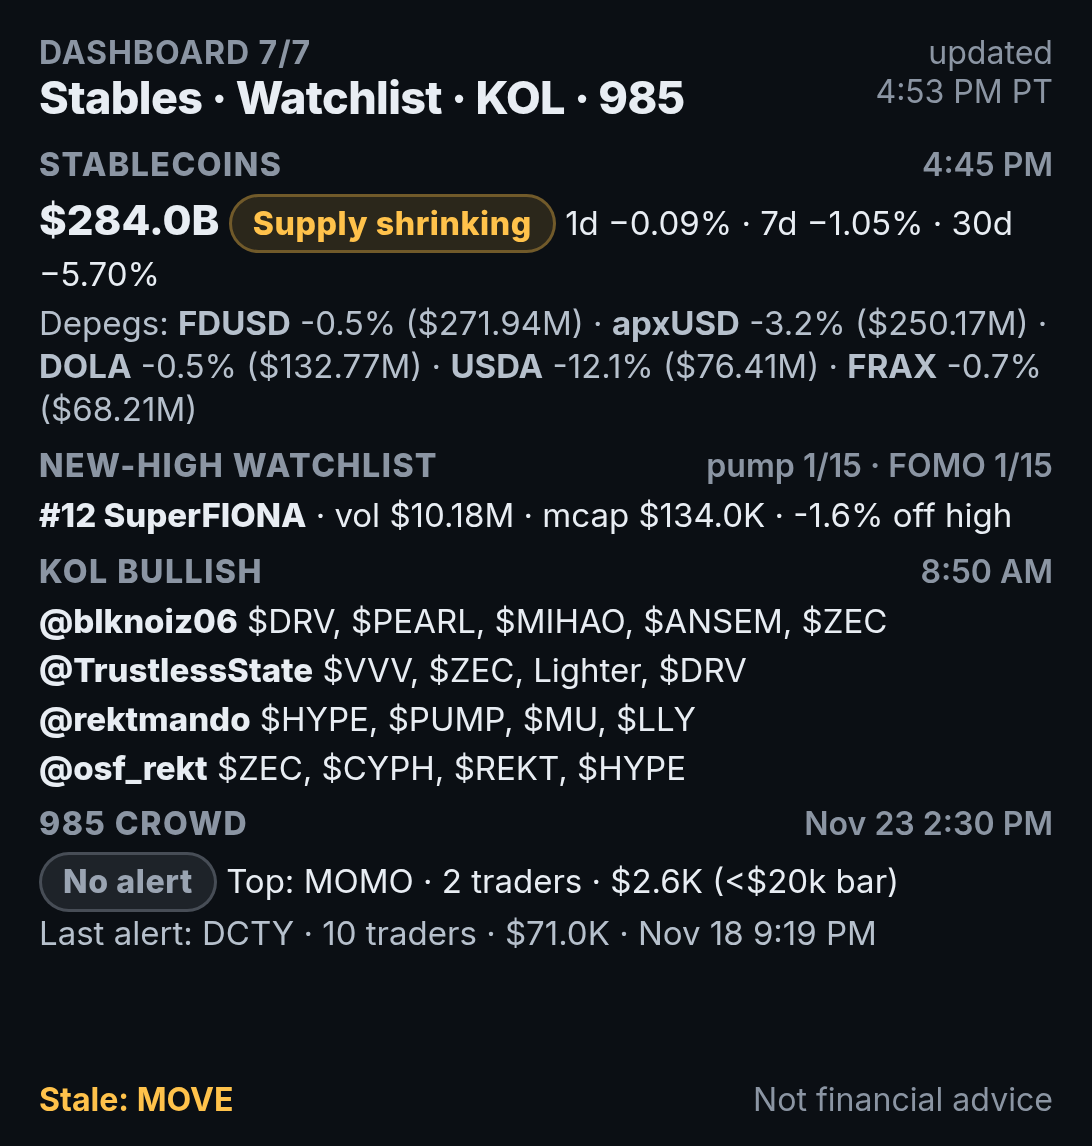 DASHBOARD 7/7
updated
Stables · Watchlist · KOL · 985
4:53 PM PT
STABLECOINS
4:45 PM
$284.0B Supply shrinking 1d −0.09% · 7d −1.05% · 30d
−5.70%
Depegs: FDUSD -0.5% ($271.94M) · apxUSD -3.2% ($250.17M) ·
DOLA -0.5% ($132.77M) · USDA -12.1% ($76.41M) · FRAX -0.7%
($68.21M)
NEW-HIGH WATCHLIST
pump 1/15 · FOMO 1/15
#12 SuperFIONA · vol $10.18M · mcap $134.0K · -1.6% off high
KOL BULLISH
8:50 AM
@blknoiz06 $DRV, $PEARL, $MIHAO, $ANSEM, $ZEC
@TrustlessState $VVV, $ZEC, Lighter, $DRV
@rektmando $HYPE, $PUMP, $MU, $LLY
@osf_rekt $ZEC, $CYPH, $REKT, $HYPE
985 CROWD
Nov 23 2:30 PM
No alert Top: MOMO · 2 traders · $2.6K (<$20k bar)
Last alert: DCTY · 10 traders · $71.0K · Nov 18 9:19 PM
Stale: MOVE
Not financial advice